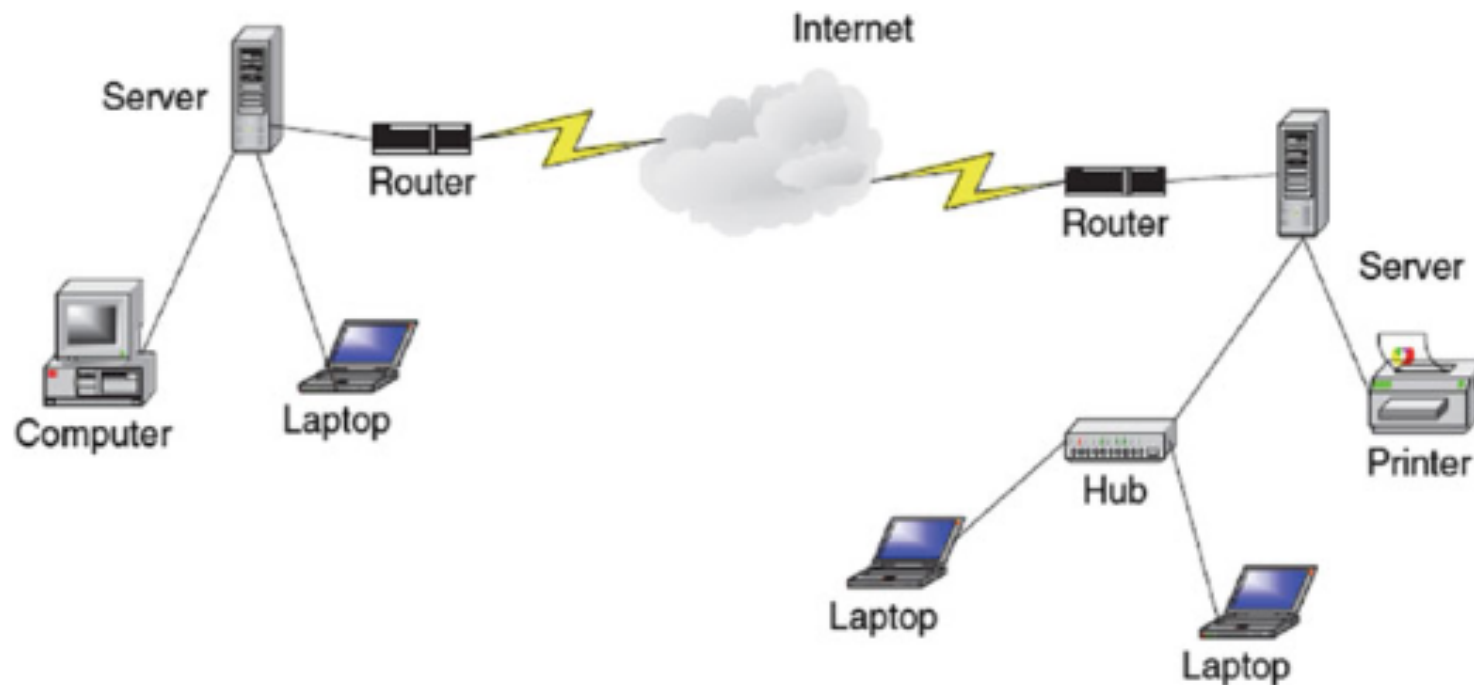 Internet
Server
Router
Router
Server
Computer
Laptop
Hub
Printer
Laptop
Laptop